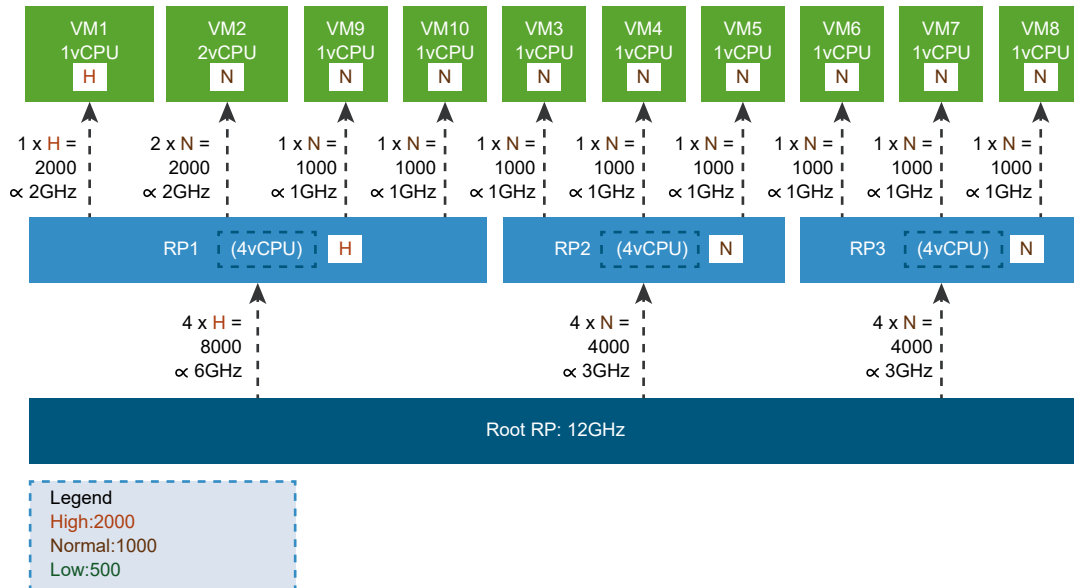 VM1
1vCPU
H
VM2
2vCPU
N
VM9
1vCPU
N
VM10
1vCPU
N
VM3
1vCPU
N
VM4
1vCPU
N
VM5
1vCPU
N
VM6
1vCPU
N
VM7
1vCPU
N
VM8
1vCPU
N
1 x H =
2000
∝ 2GHz
2 x N =
2000
∝ 2GHz
1 x N =
1000
∝ 1GHz
1 x N =
1000
∝ 1GHz
1 x N =
1000
∝ 1GHz
1 x N =
1000
∝ 1GHz
1 x N =
1000
∝ 1GHz
1 x N =
1000
∝ 1GHz
1 x N =
1000
∝ 1GHz
1 x N =
1000
∝ 1GHz
RP1 (4vCPU) H
RP2 (4vCPU) N
RP3 (4vCPU) N
4 x H =
8000
∝ 6GHz
4 x N =
4000
∝ 3GHz
4 x N =
4000
∝ 3GHz
Root RP: 12GHz
Legend
High:2000
Normal:1000
Low:500